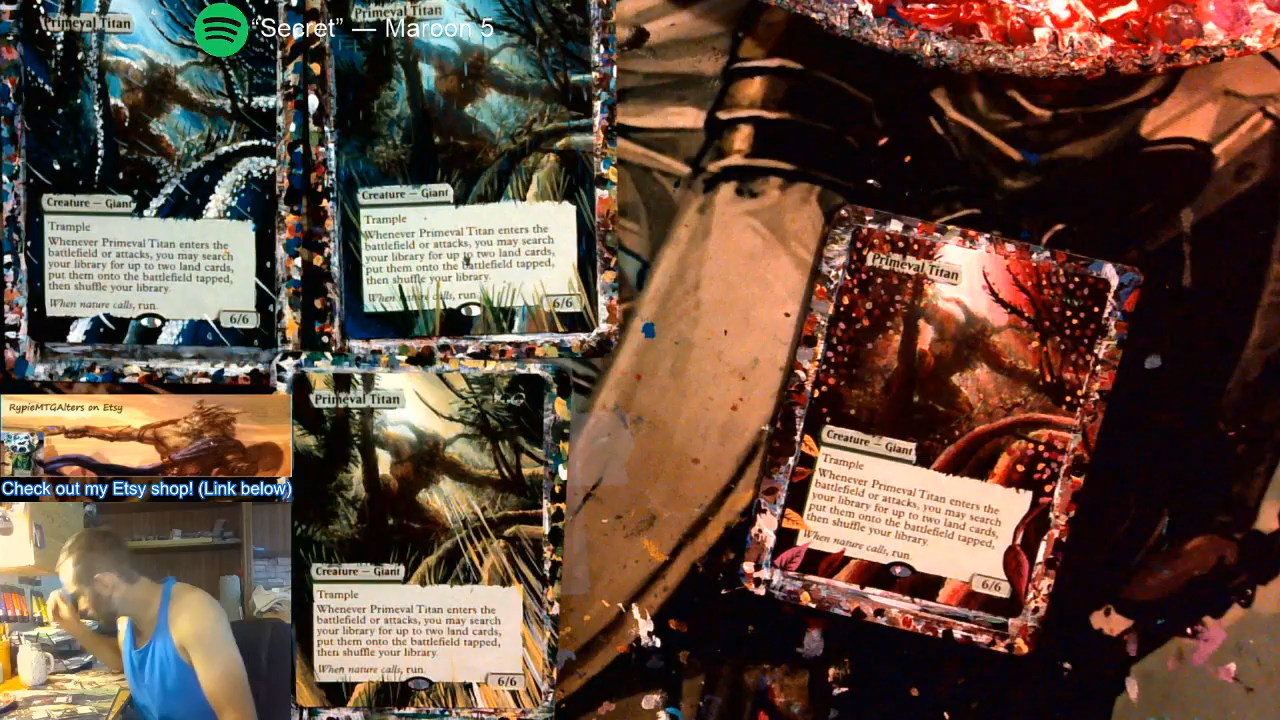 "Secret" — Maroon 5
Primeval Titan
Creature — Giant
Trample
Whenever Primeval Titan enters the
battlefield or attacks, you may search
your library for up to two land cards,
put them onto the battlefield tapped,
then shuffle your library.
When nature calls, run.
6/6
Primeval Titan
Creature — Giant
Trample
Whenever Primeval Titan enters the
battlefield or attacks, you may search
your library for up to two land cards,
put them onto the battlefield tapped,
then shuffle your library.
When nature calls, run.
6/6
RypieMTGAlters on Etsy
Check out my Etsy shop! (Link below)
Primeval Titan
Creature — Giant
Trample
Whenever Primeval Titan enters the
battlefield or attacks, you may search
your library for up to two land cards,
put them onto the battlefield tapped,
then shuffle your library.
When nature calls, run.
6/6
Primeval Titan
Creature — Giant
Trample
Whenever Primeval Titan enters the
battlefield or attacks, you may search
your library for up to two land cards,
put them onto the battlefield tapped,
then shuffle your library.
When nature calls, run.
6/6